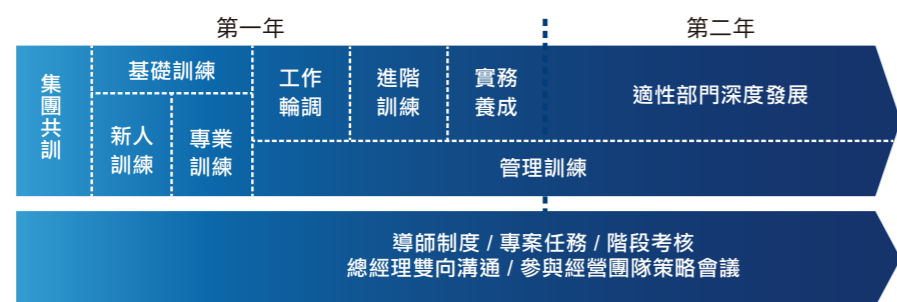 第一年
第二年
集團共訓
基礎訓練
新人
訓練
專業
訓練
工作
輪調
進階
訓練
實務
養成
適性部門深度發展
管理訓練
導師制度 / 專案任務 / 階段考核
總經理雙向溝通 / 參與經營團隊策略會議